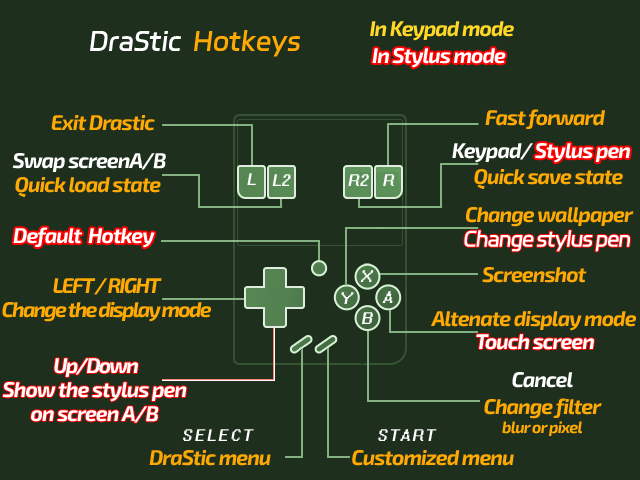 DraStic Hotkeys
In Keypad mode
In Stylus mode
Exit Drastic
Fast forward
Swap screenA/B
Quick load state
Keypad/ Stylus pen
Quick save state
L
L2
R2
R
Default Hotkey
Change wallpaper
Change stylus pen
X
Y
A
B
Screenshot
LEFT / RIGHT
Change the display mode
Altenate display mode
Touch screen
Up/Down
Show the stylus pen
on screen A/B
Cancel
Change filter
blur or pixel
SELECT
DraStic menu
START
Customized menu